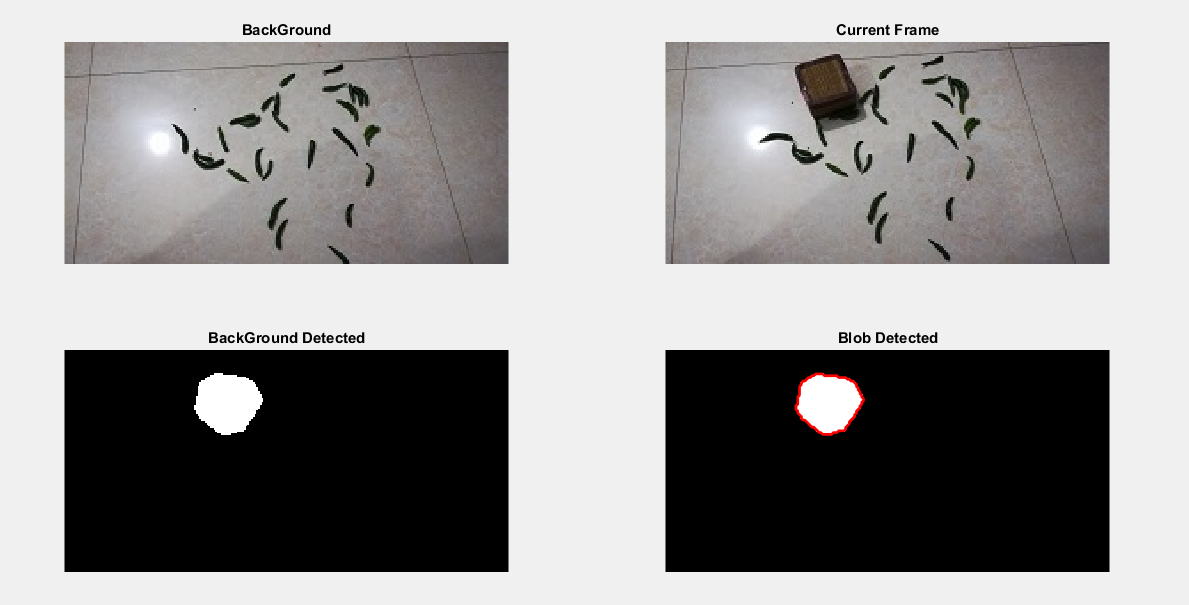 BackGround
Current Frame
BackGround Detected
Blob Detected